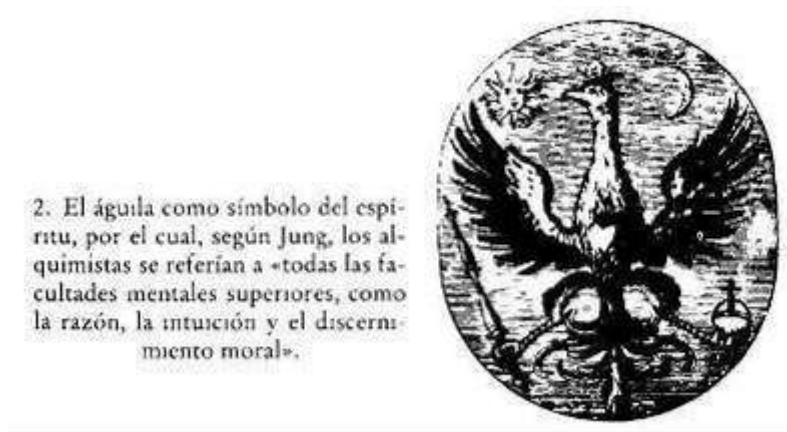 2. El águila como símbolo del espí-
ritu, por el cual, según Jung, los al-
quimistas se referían a «todas las fa-
cultades mentales superiores, como
la razón, la intuición y el discerni-
miento moral».